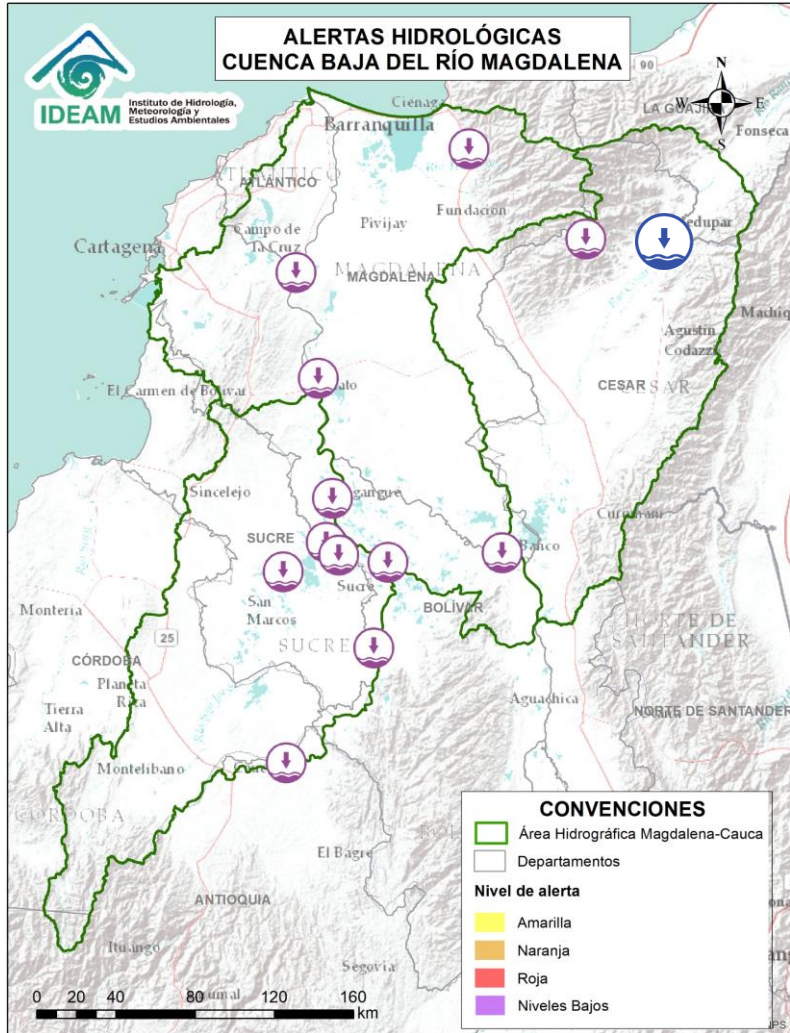 ALERTAS HIDROLÓGICAS
CUENCA BAJA DEL RÍO MAGDALENA
IDEAM
Instituto de Hidrología,
Meteorología y
Estudios Ambientales
N
W
E
S
90
LA GUAJIRA
Fonseca
Ciénaga
Barranquilla
ATLÁNTICO
ATLÁNTICO
Pivijay
Fundación
Campo de
la Cruz
Cartagena
MAGDALENA
MAGDALENA
Agustín
Codazzi
El Carmen de Bolívar
CESAR
CESAR
Sincelejo
Curumaní
SUCRE
Banco
Sucre
San
Marcos
BOLÍVAR
Montería
25
SUCRE
NORTE DE
SANTANDER
CÓRDOBA
Planeta
Rica
Aguachica
NORTE DE SANTANDER
Tierra
Alta
Montelíbano
CÓRDOBA
El Bagre
ANTIOQUIA
Ituango
Segovia
CONVENCIONES
Área Hidrográfica Magdalena-Cauca
Departamentos
Nivel de alerta
Amarilla
Naranja
Roja
Niveles Bajos
0 20 40 80 120 160
km